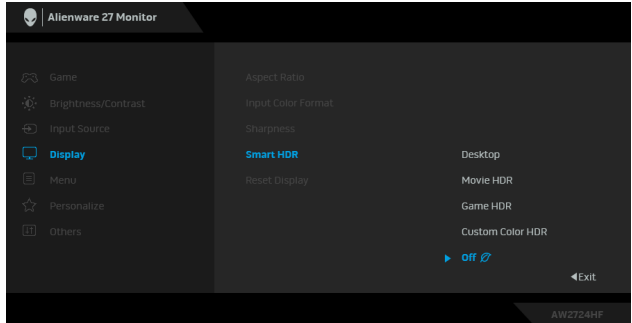 Alienware 27 Monitor
Game
Brightness/Contrast
Input Source
Display
Menu
Personalize
Others
Aspect Ratio
Input Color Format
Sharpness
Smart HDR
Reset Display
Desktop
Movie HDR
Game HDR
Custom Color HDR
Off
Exit
AW2724HF